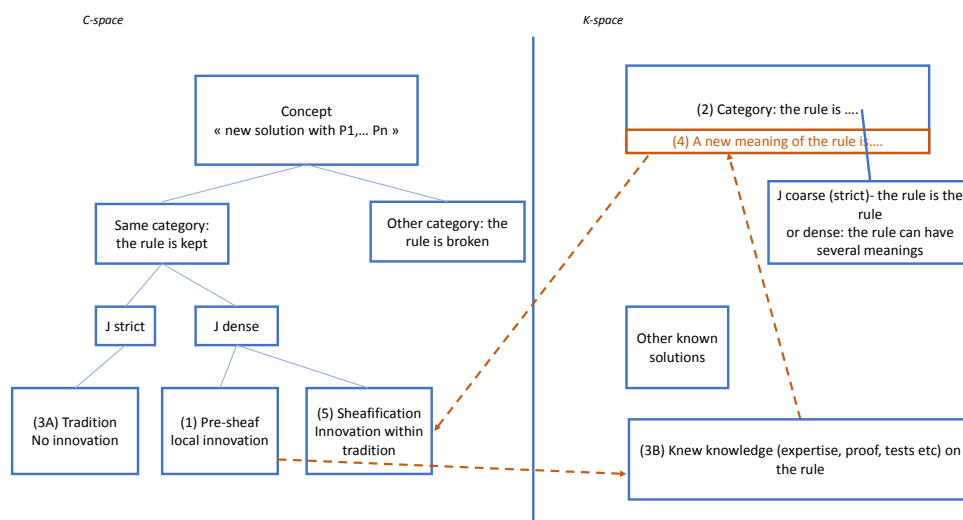 C-space
K-space
Concept
« new solution with P1,... Pn »
(2) Category: the rule is ....
(4) A new meaning of the rule is....
J coarse (strict)- the rule is the
rule
or dense: the rule can have
several meanings
Same category:
the rule is kept
Other category: the
rule is broken
J strict
J dense
Other known
solutions
(3A) Tradition
No innovation
(1) Pre-sheaf
local innovation
(5) Sheafification
Innovation within
tradition
(3B) Knew knowledge (expertise, proof, tests etc) on
the rule